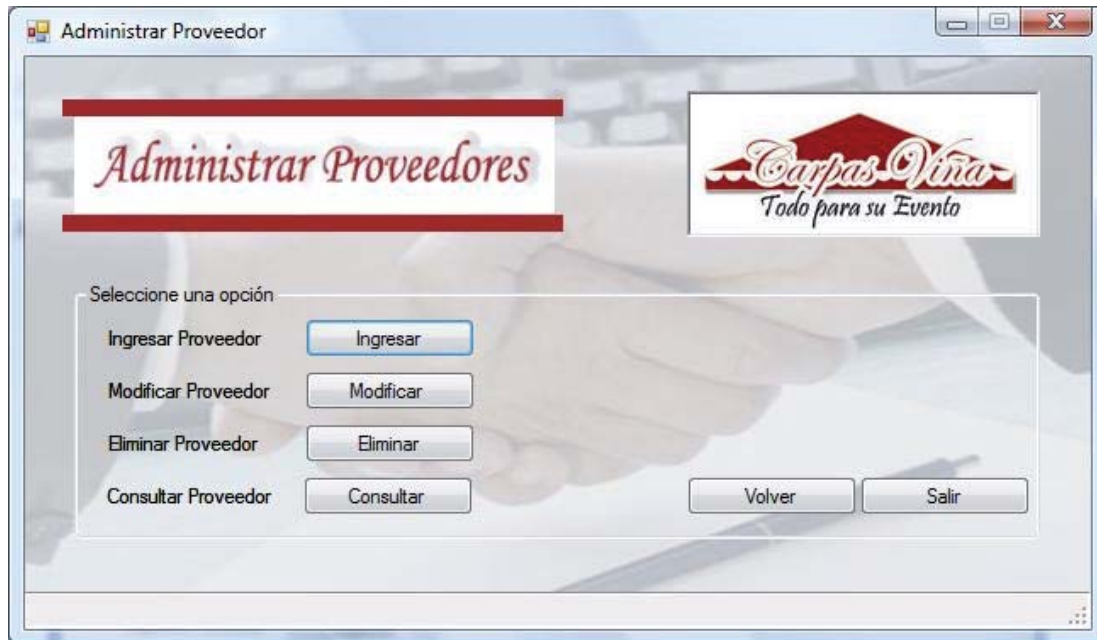 Administrar Proveedor
Administrar Proveedores
Carpas Viña
Todo para su Evento
Seleccione una opción
Ingresar Proveedor Ingresar
Modificar Proveedor Modificar
Eliminar Proveedor Eliminar
Consultar Proveedor Consultar Volver Salir